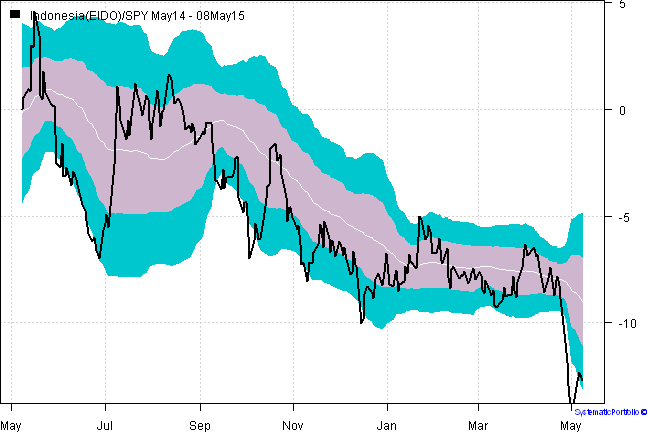 Indonesia(EIDO)/SPY May14 - 08May15
5
0
-5
-10
May Jul Sep Nov Jan Mar May
SystematicPortfolio ©